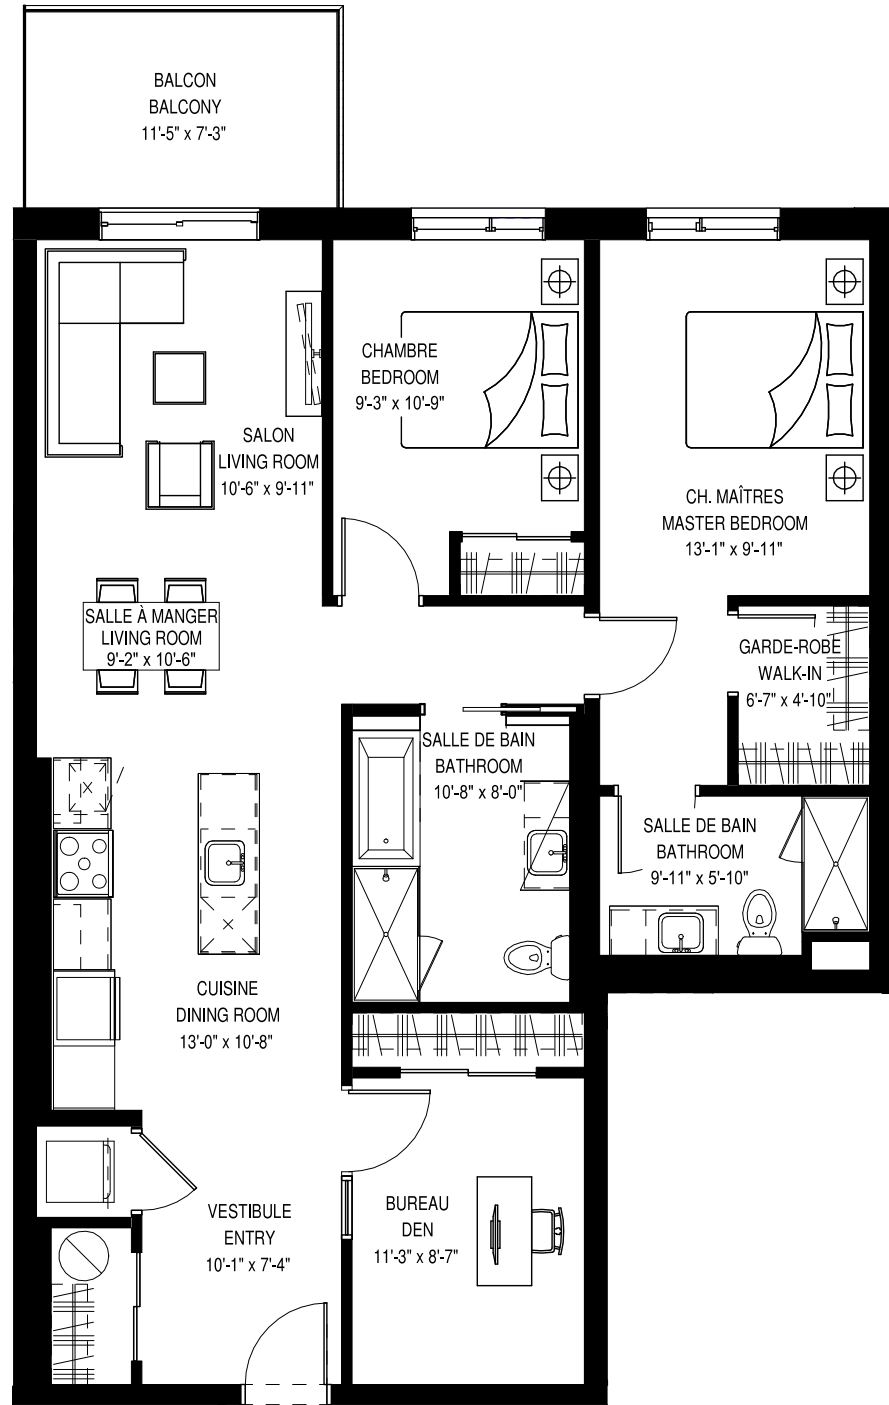 BALCON
BALCONY
11'-5" x 7'-3"
CHAMBRE
BEDROOM
9'-3" x 10'-9"
SALON
LIVING ROOM
10'-6" x 9'-11"
CH. MAÎTRES
MASTER BEDROOM
13'-1" x 9'-11"
SALLE À MANGER
LIVING ROOM
9'-2" x 10'-6"
GARDE-ROBE
WALK-IN
6'-7" x 4'-10"
SALLE DE BAIN
BATHROOM
10'-8" x 8'-0"
SALLE DE BAIN
BATHROOM
9'-11" x 5'-10"
CUISINE
DINING ROOM
13'-0" x 10'-8"
VESTIBULE
ENTRY
10'-1" x 7'-4"
BUREAU
DEN
11'-3" x 8'-7"